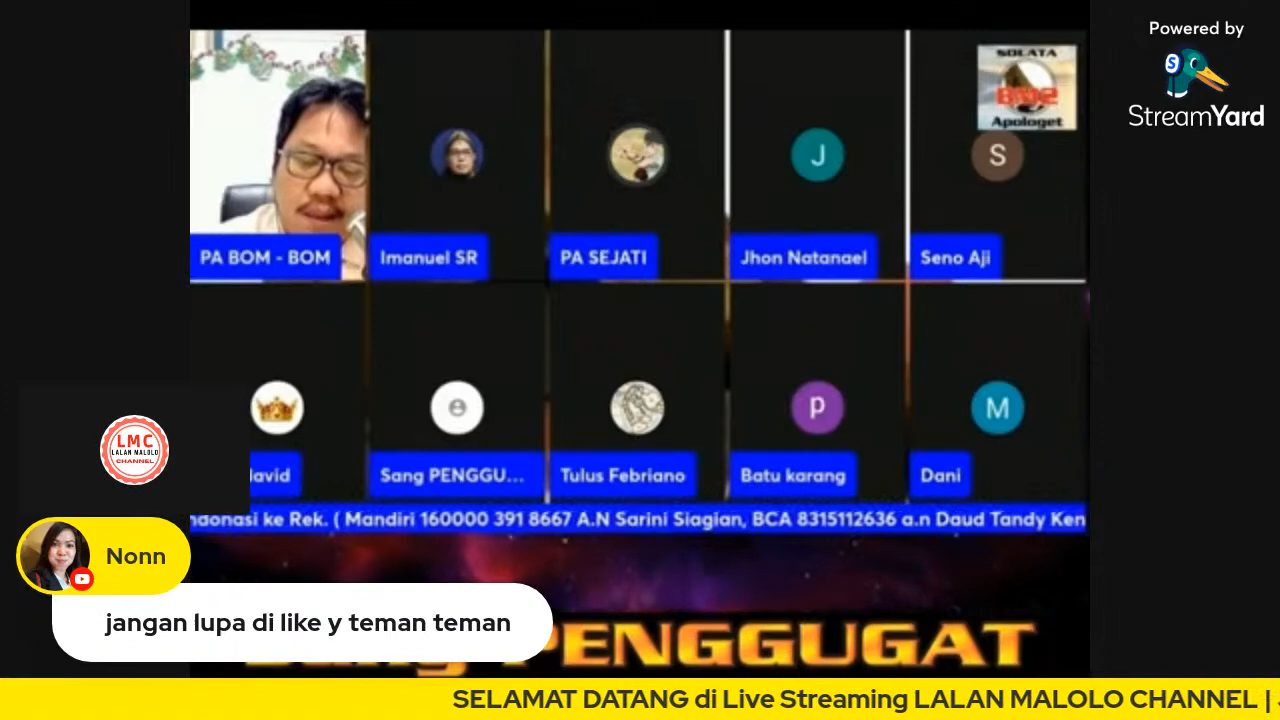 Powered by
StreamYard
SOLATA
Apologet
J
S
PA BOM - BOM
Imanuel SR
PA SEJATI
Jhon Natanael
Seno Aji
P
M
LMC
LALAN MALOLO
CHANNEL
avid
Sang PENGGU...
Tulus Febriano
Batu karang
Dani
ndonasi ke Rek. ( Mandiri 160000 391 8667 A.N Sarini Siagian, BCA 8315112636 a.n Daud Tandy Ken
Nonn
jangan lupa di like y teman teman
PENGGUGAT
SELAMAT DATANG di Live Streaming LALAN MALOLO CHANNEL |